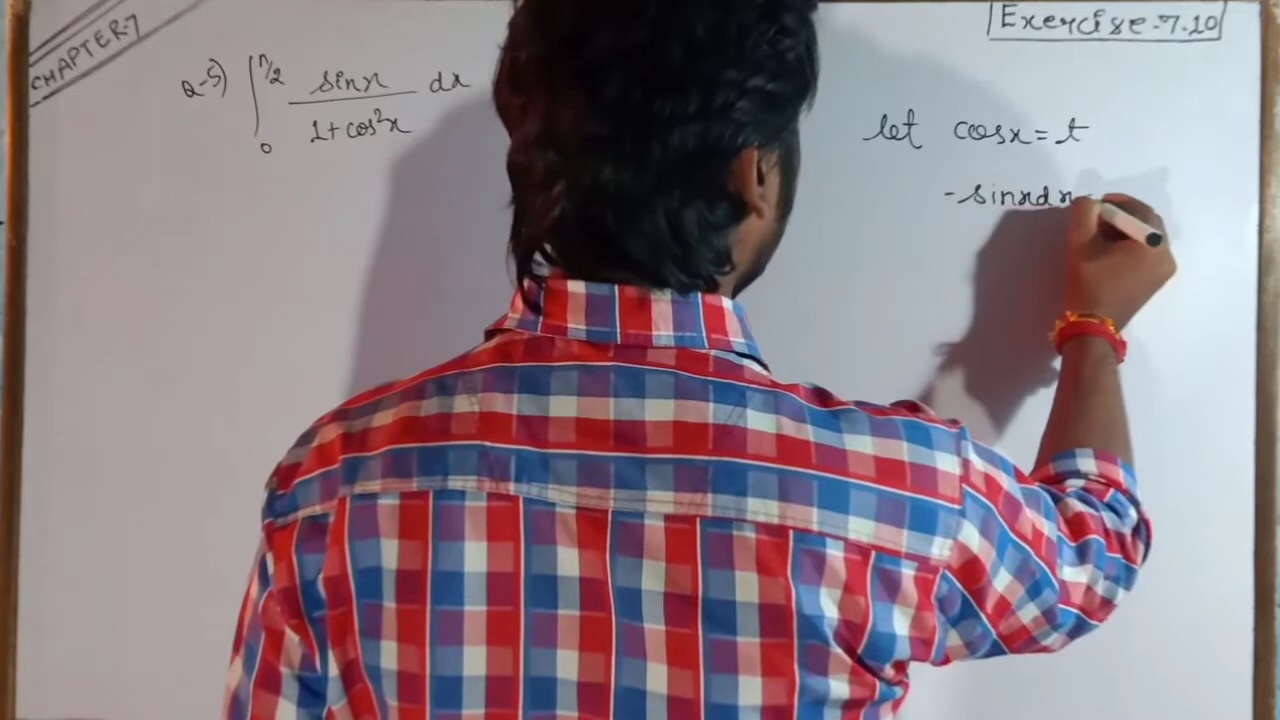 CHAPTER-7
Exercise-7.10
Q-5) ∫₀^π/2 sinx/1+cos²x dx
let cosx=t
-sinxdx